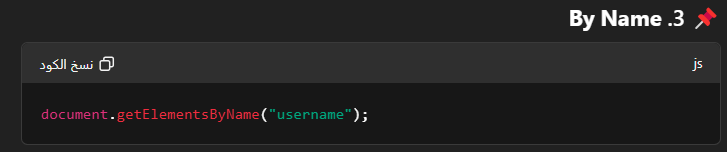 3. By Name
js
نسخ الكود
document.getElementsByName("username");